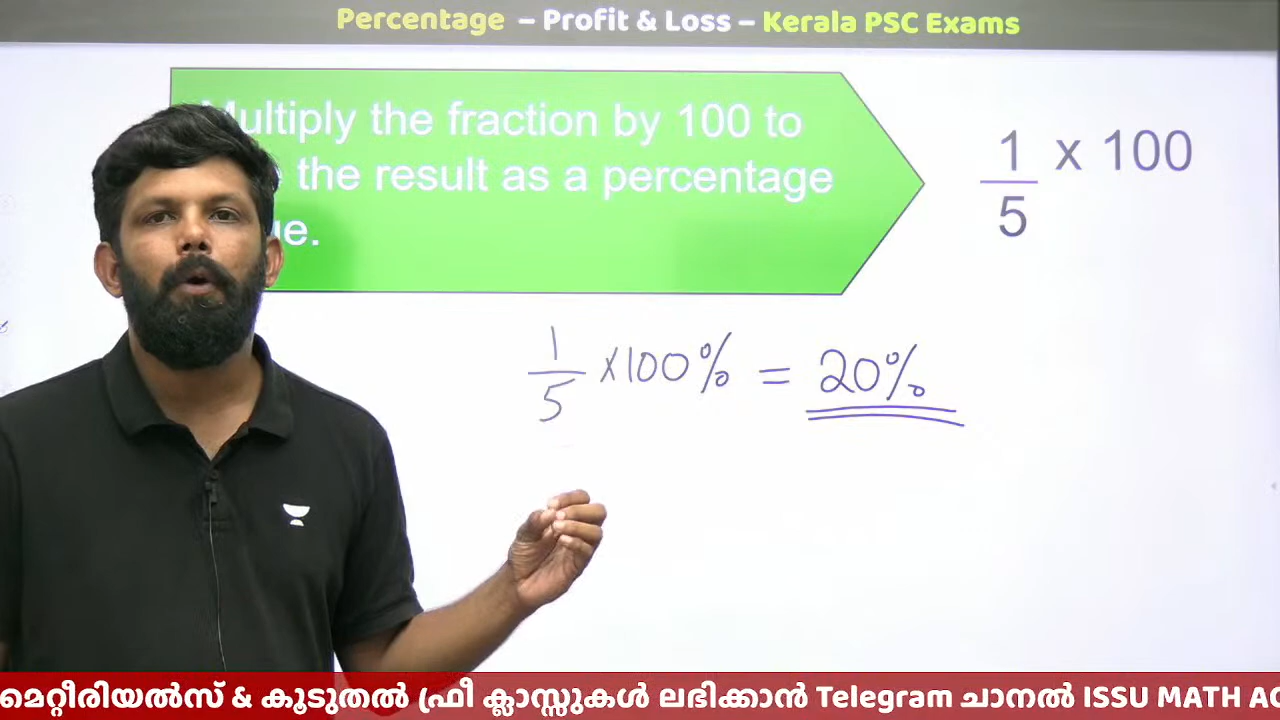 Percentage – Profit & Loss – Kerala PSC Exams
Multiply the fraction by 100 to
the result as a percentage
1/5 x 100
1/5 x100% = 20%
മെറ്റീരിയൽസ് & കൂടുതൽ ഫ്രീ ക്ലാസ്സുകൾ ലഭിക്കാൻ Telegram ചാനൽ ISSU MATH